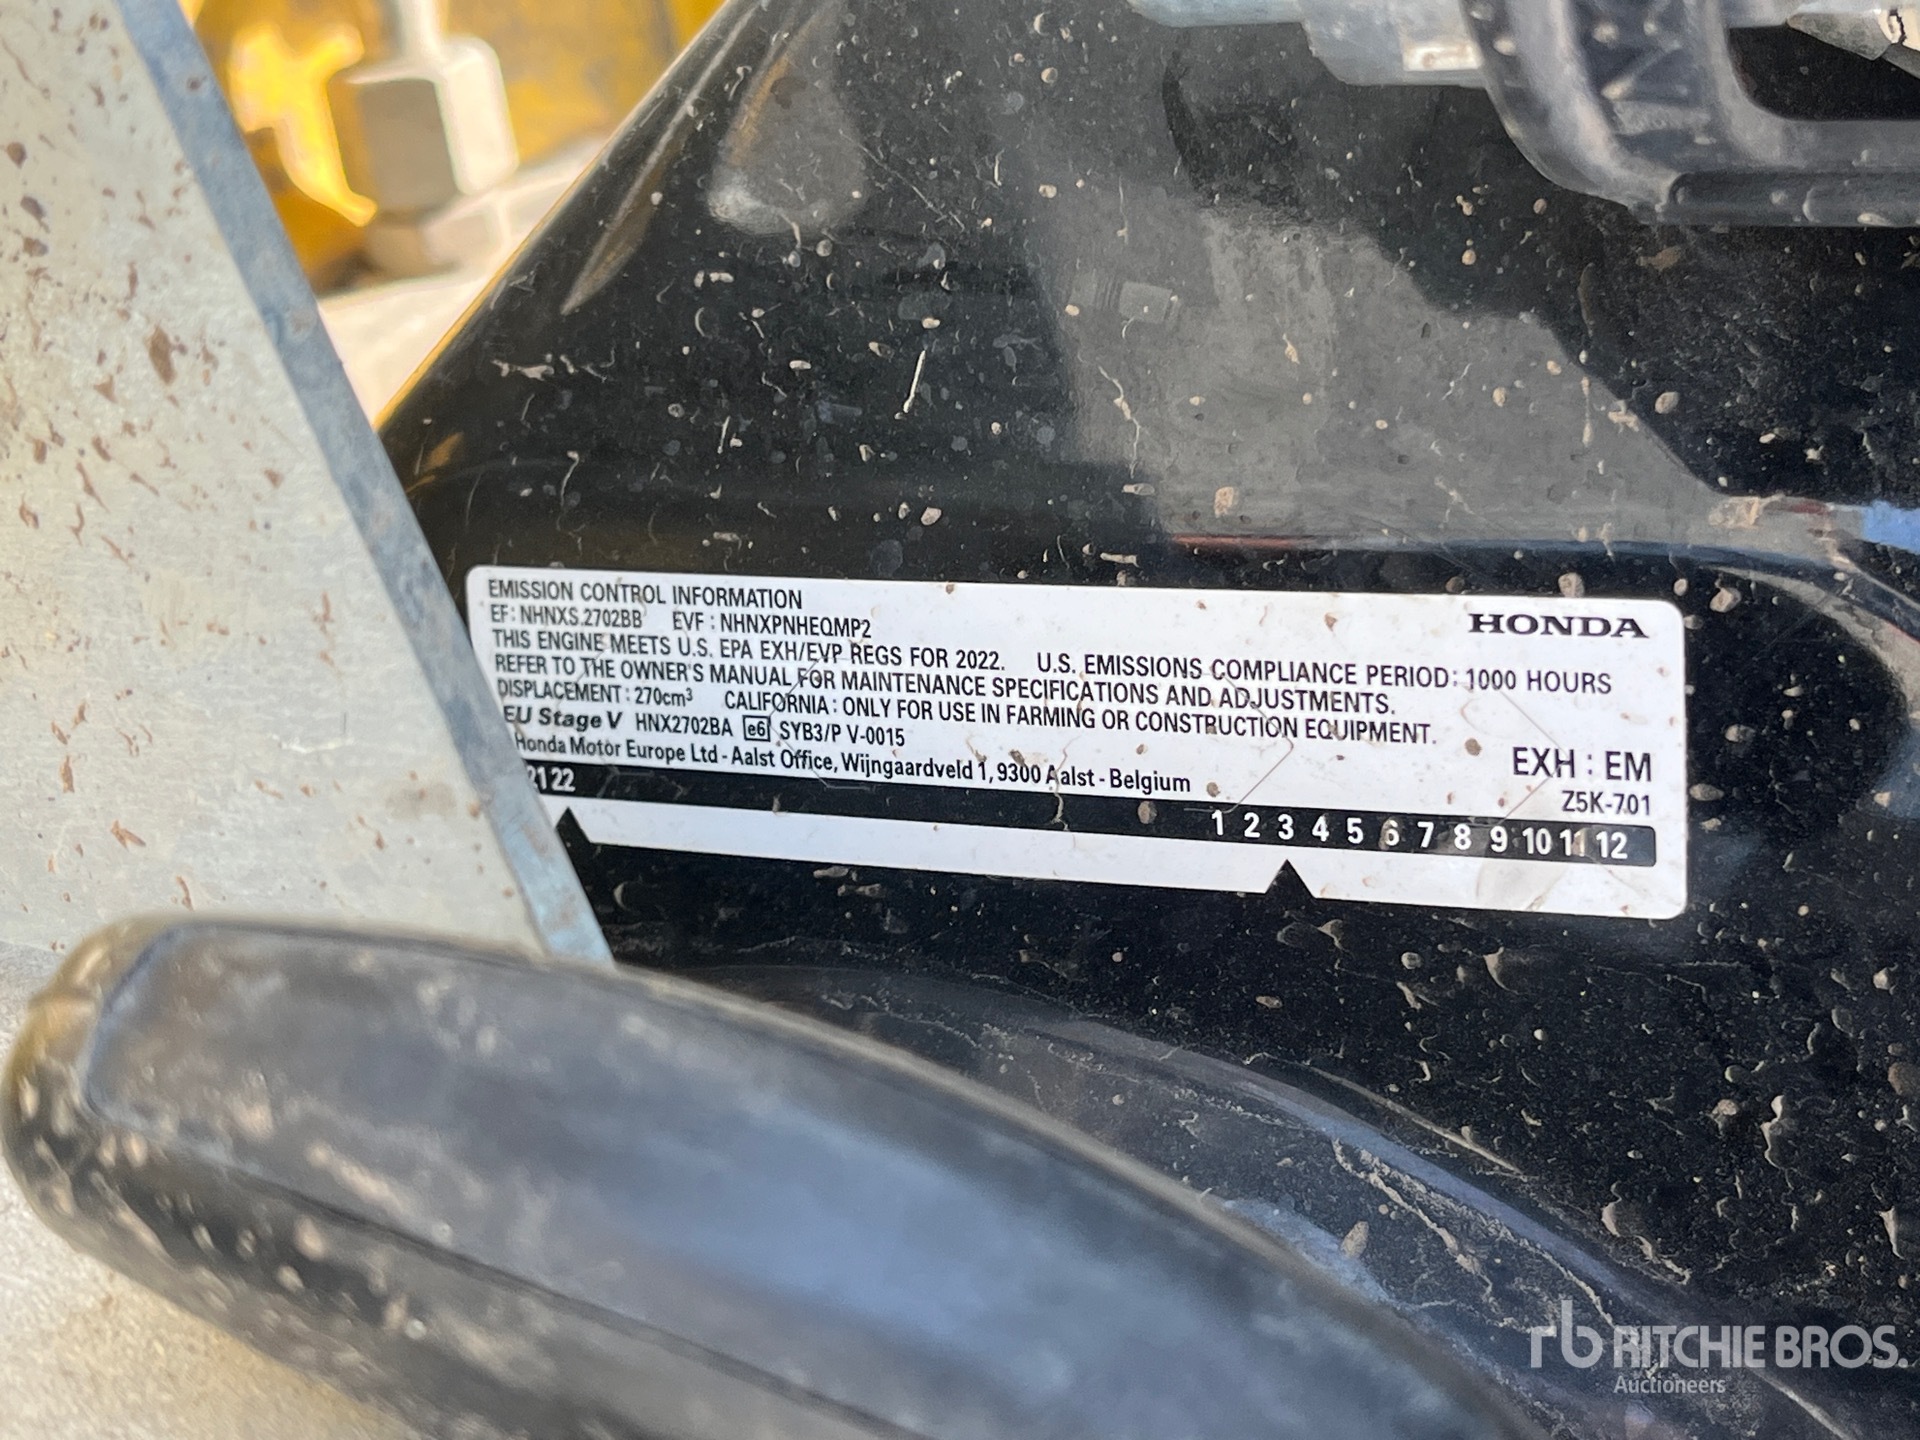 EMISSION CONTROL INFORMATION
HONDA
EF: NHNXS.2702BB EVF : NHNXPNHEQMP2
THIS ENGINE MEETS U.S. EPA EXH/EVP REGS FOR 2022. U.S. EMISSIONS COMPLIANCE PERIOD: 1000 HOURS
REFER TO THE OWNER'S MANUAL FOR MAINTENANCE SPECIFICATIONS AND ADJUSTMENTS.
DISPLACEMENT : 270cm³ CALIFORNIA : ONLY FOR USE IN FARMING OR CONSTRUCTION EQUIPMENT.
EU Stage V HNX2702BA e6 SYB3/P V-0015
EXH : EM
Honda Motor Europe Ltd - Aalst Office, Wijngaardveld 1, 9300 Aalst - Belgium
Z5K-701
21 22
1 2 3 4 5 6 7 8 9 10 11 12
rb RITCHIE BROS.
Auctioneers